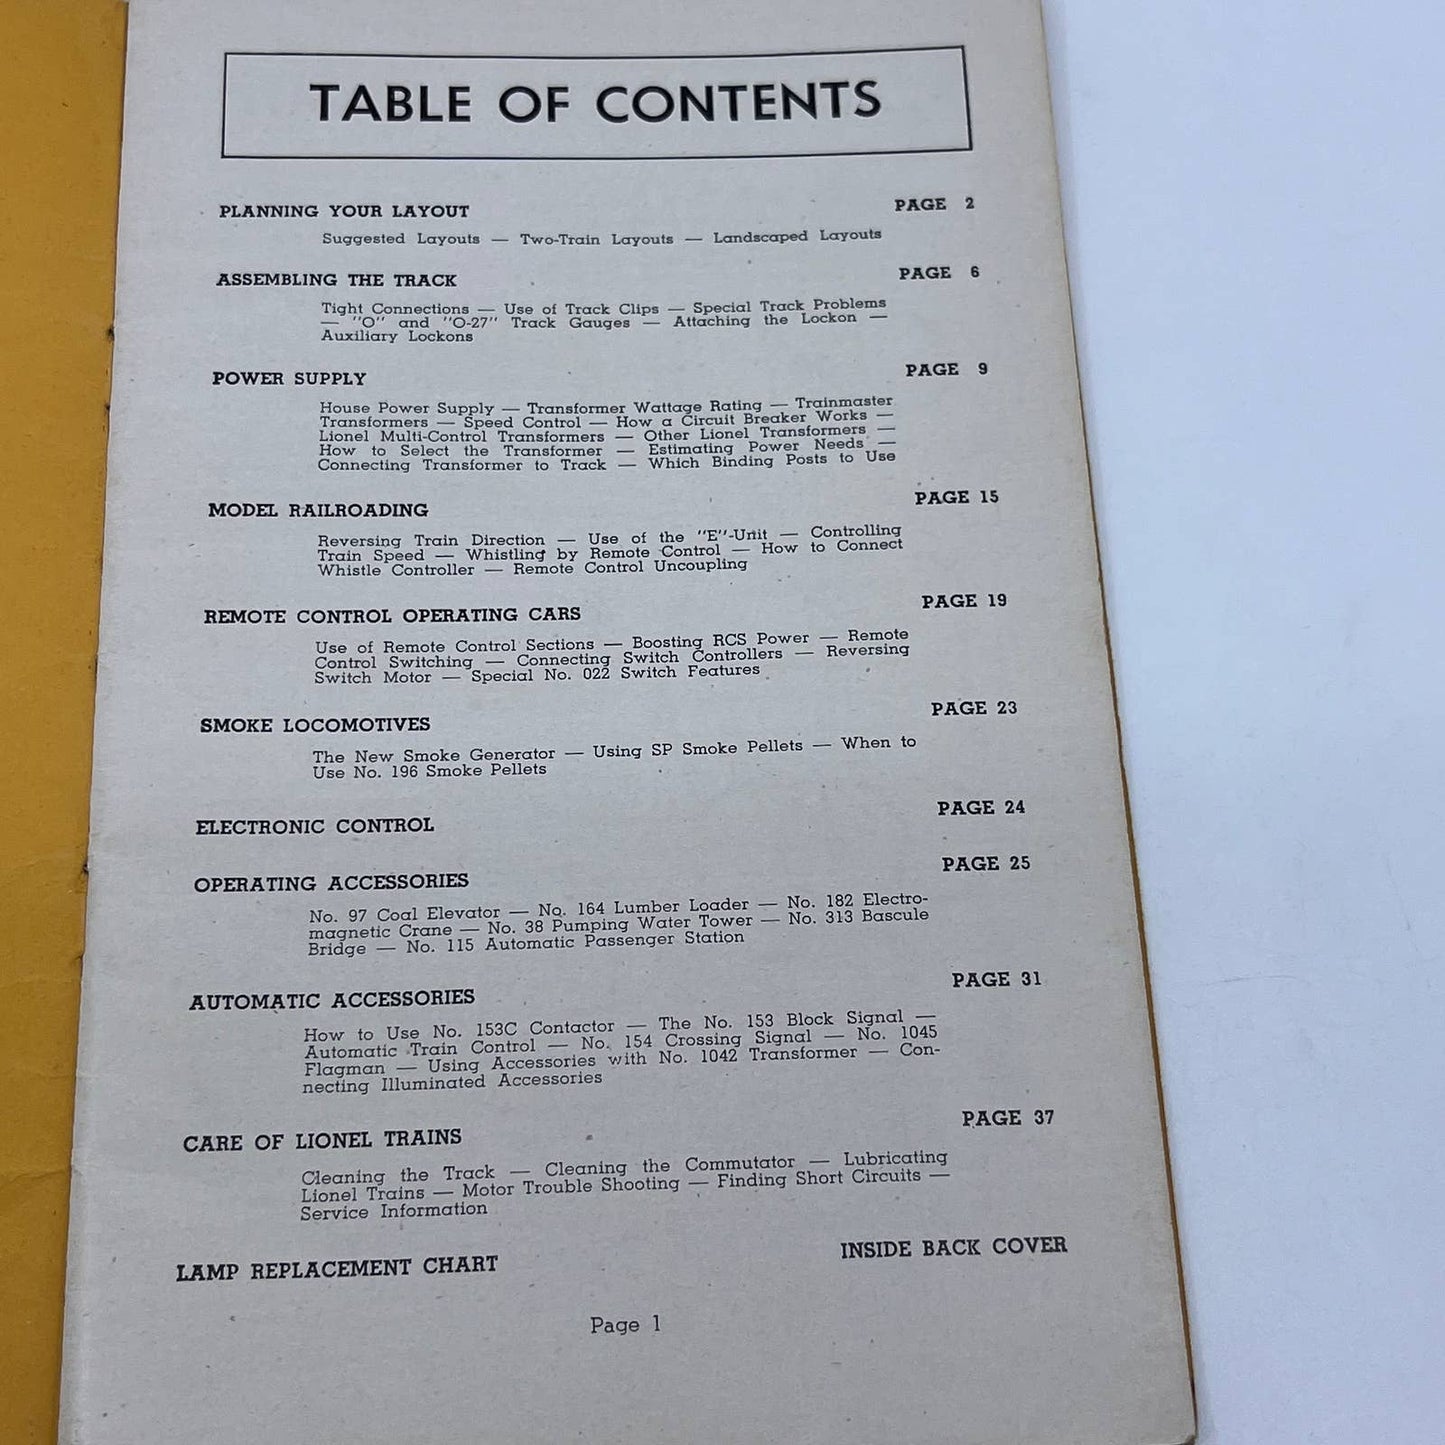 TABLE OF CONTENTS
PLANNING YOUR LAYOUT PAGE 2
Suggested Layouts — Two-Train Layouts — Landscaped Layouts
ASSEMBLING THE TRACK PAGE 6
Tight Connections — Use of Track Clips — Special Track Problems
— "O" and "O-27" Track Gauges — Attaching the Lockon —
Auxiliary Lockons
POWER SUPPLY PAGE 9
House Power Supply — Transformer Wattage Rating — Trainmaster
Transformers — Speed Control — How a Circuit Breaker Works —
Lionel Multi-Control Transformers — Other Lionel Transformers —
How to Select the Transformer — Estimating Power Needs —
Connecting Transformer to Track — Which Binding Posts to Use
MODEL RAILROADING PAGE 15
Reversing Train Direction — Use of the "E"-Unit — Controlling
Train Speed — Whistling by Remote Control — How to Connect
Whistle Controller — Remote Control Uncoupling
REMOTE CONTROL OPERATING CARS PAGE 19
Use of Remote Control Sections — Boosting RCS Power — Remote
Control Switching — Connecting Switch Controllers — Reversing
Switch Motor — Special No. 022 Switch Features
SMOKE LOCOMOTIVES PAGE 23
The New Smoke Generator — Using SP Smoke Pellets — When to
Use No. 196 Smoke Pellets
ELECTRONIC CONTROL PAGE 24
OPERATING ACCESSORIES PAGE 25
No. 97 Coal Elevator — No. 164 Lumber Loader — No. 182 Electro-
magnetic Crane — No. 38 Pumping Water Tower — No. 313 Bascule
Bridge — No. 115 Automatic Passenger Station
AUTOMATIC ACCESSORIES PAGE 31
How to Use No. 153C Contactor — The No. 153 Block Signal —
Automatic Train Control — No. 154 Crossing Signal — No. 1045
Flagman — Using Accessories with No. 1042 Transformer — Con-
necting Illuminated Accessories
CARE OF LIONEL TRAINS PAGE 37
Cleaning the Track — Cleaning the Commutator — Lubricating
Lionel Trains — Motor Trouble Shooting — Finding Short Circuits —
Service Information
LAMP REPLACEMENT CHART INSIDE BACK COVER
Page 1